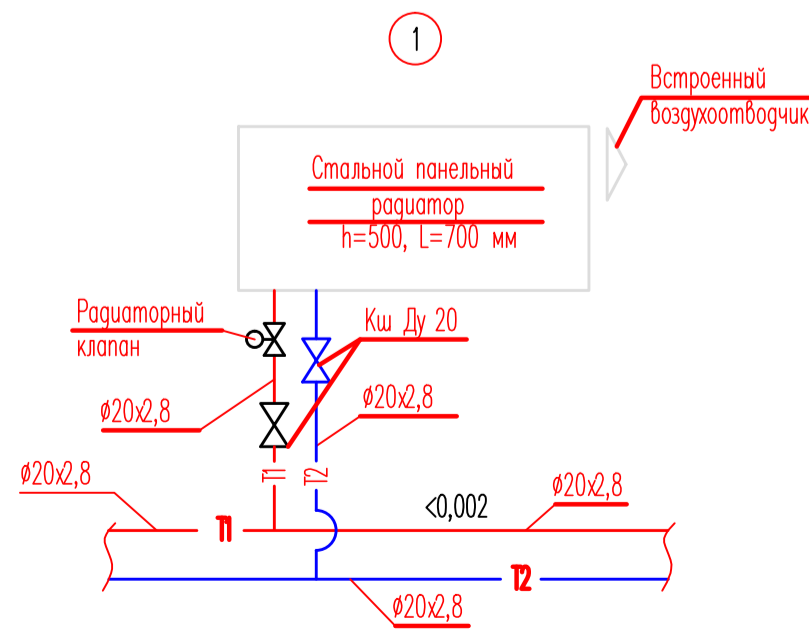 1
Встроенный
воздухоотводчик
Стальной панельный
радиатор
h=500, L=700 мм
Радиаторный
клапан
Кш Ду 20
ø20х2,8
ø20х2,8
Т1
Т2
ø20х2,8
<0,002
ø20х2,8
Т1
Т2
ø20х2,8